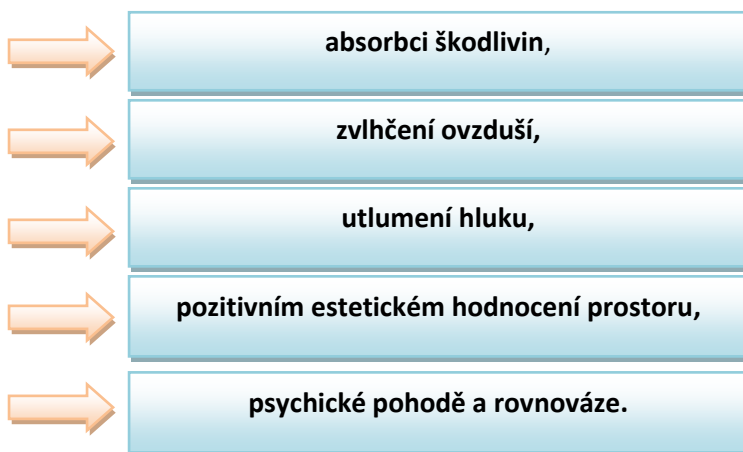 absorbci škodlivin,
zvlhčení ovzduší,
utlumení hluku,
pozitivním estetickém hodnocení prostoru,
psychické pohodě a rovnováze.